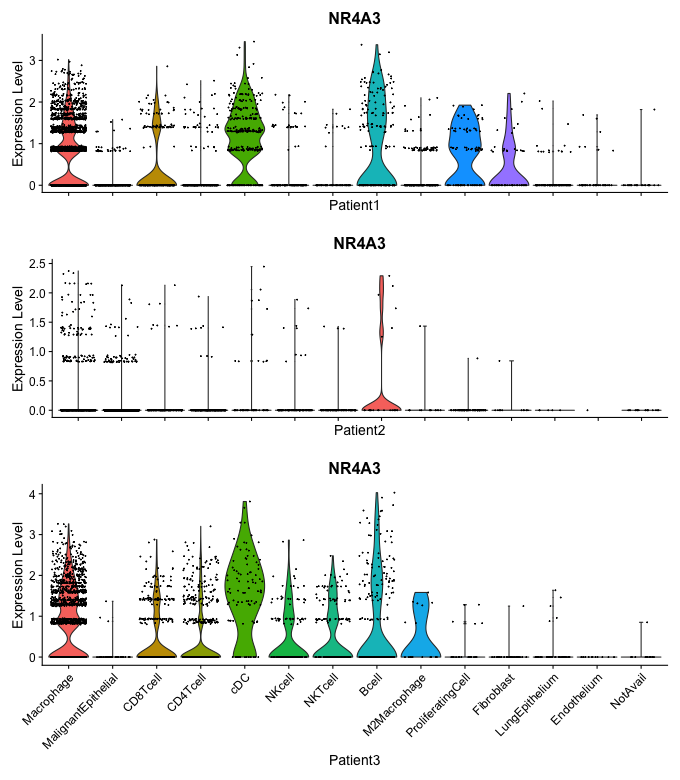 NR4A3
Expression Level
3
2
1
0
Patient1
NR4A3
Expression Level
2.5
2.0
1.5
1.0
0.5
0.0
Patient2
NR4A3
Expression Level
4
3
2
1
0
Macrophage
MalignantEpithelial
CD8Tcell
CD4Tcell
cDC
NKcell
NKTcell
Bcell
M2Macrophage
ProliferatingCell
Fibroblast
LungEpithelium
Endothelium
NotAvail
Patient3